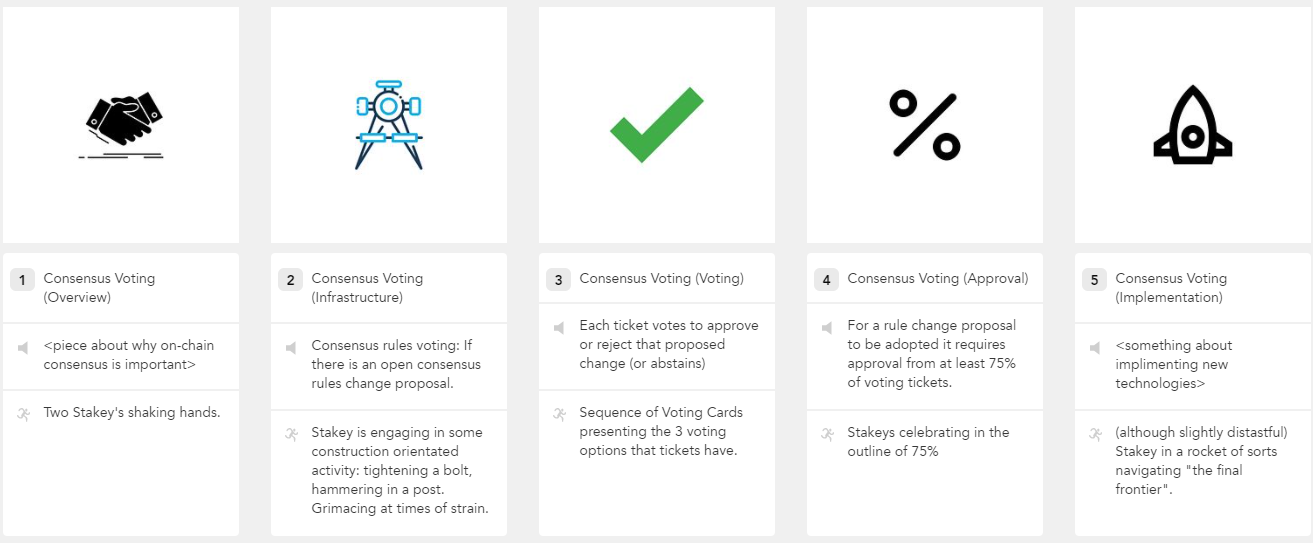 1
Consensus Voting
(Overview)
<piece about why on-chain
consensus is important>
Two Stakey's shaking hands.
2
Consensus Voting
(Infrastructure)
Consensus rules voting: If
there is an open consensus
rules change proposal.
Stakey is engaging in some
construction orientated
activity: tightening a bolt,
hammering in a post.
Grimacing at times of strain.
3
Consensus Voting (Voting)
Each ticket votes to approve
or reject that proposed
change (or abstains)
Sequence of Voting Cards
presenting the 3 voting
options that tickets have.
4
Consensus Voting (Approval)
For a rule change proposal
to be adopted it requires
approval from at least 75%
of voting tickets.
Stakeys celebrating in the
outline of 75%
5
Consensus Voting
(Implementation)
<something about
implimenting new
technologies>
(although slightly distastful)
Stakey in a rocket of sorts
navigating "the final
frontier".